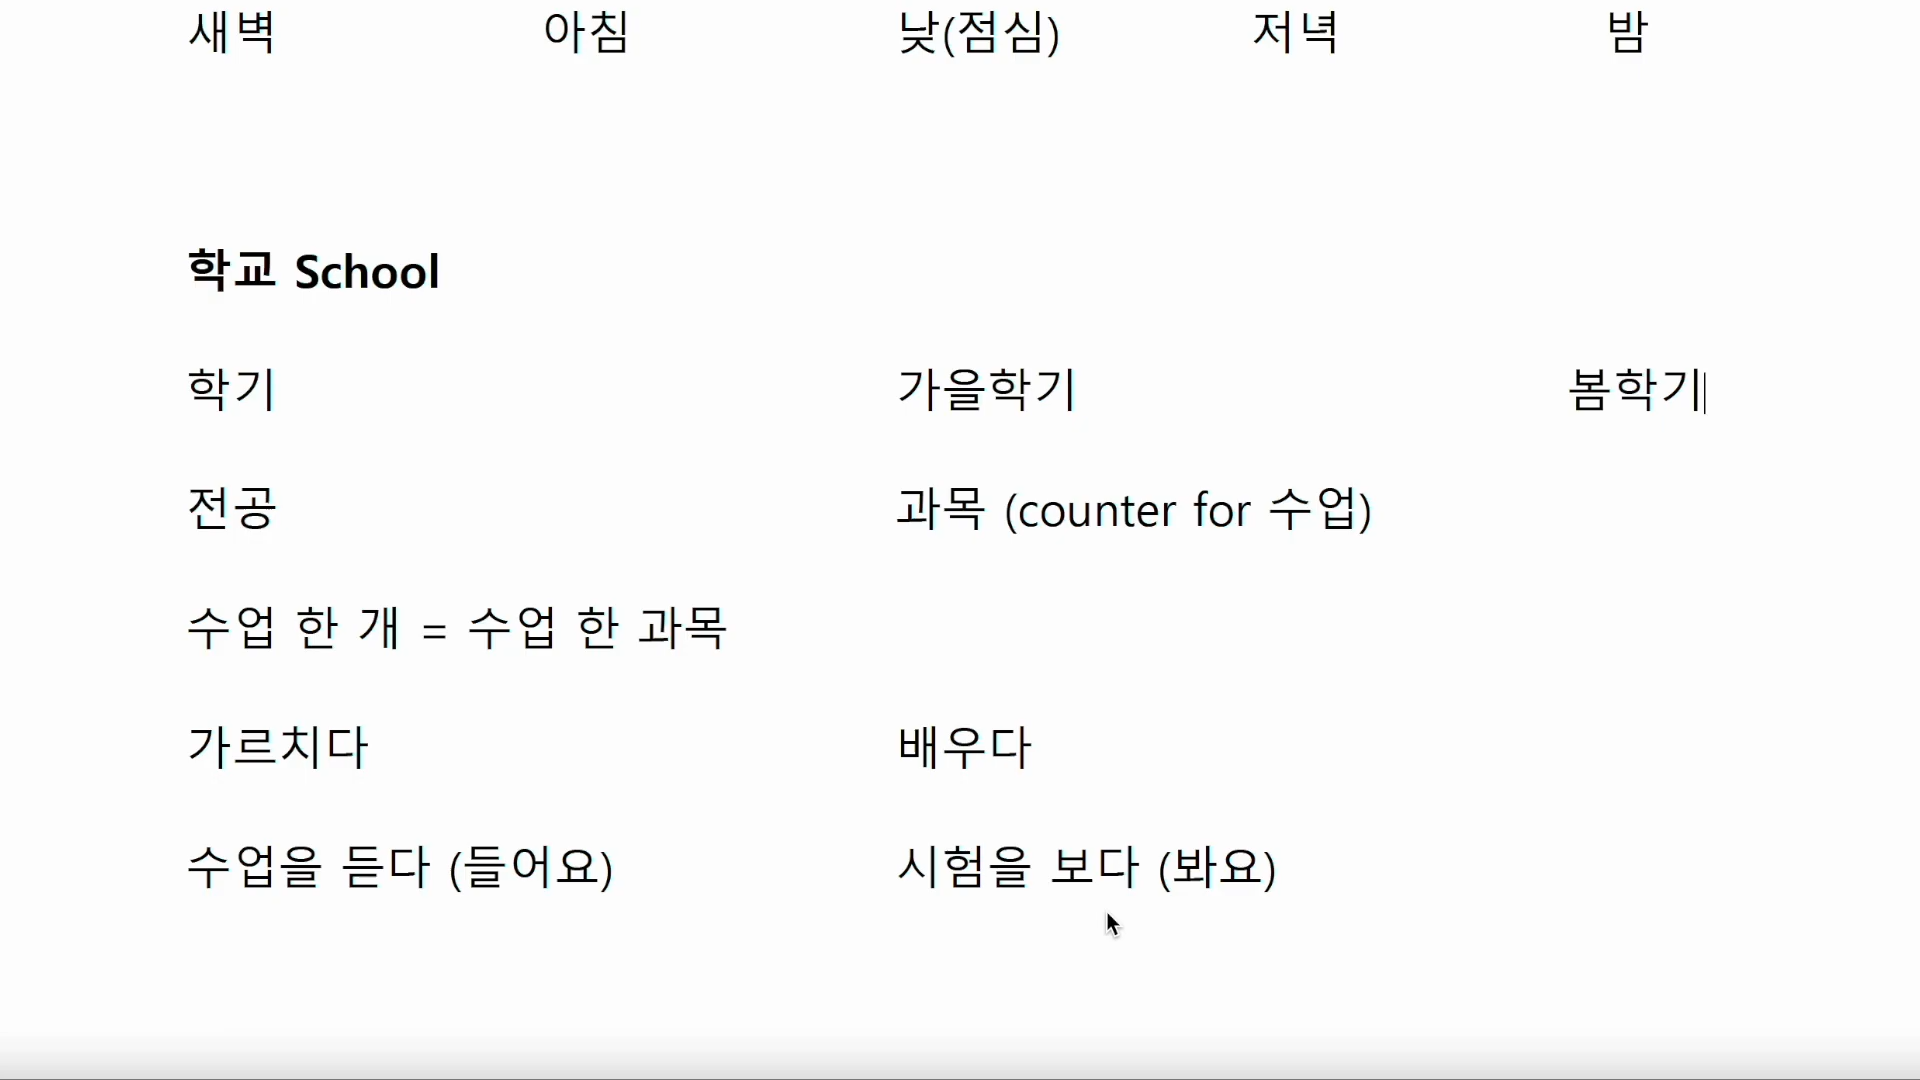 새벽 아침 낮(점심) 저녁 밤
학교 School
학기 가을학기 봄학기
전공 과목 (counter for 수업)
수업 한 개 = 수업 한 과목
가르치다 배우다
수업을 듣다 (들어요) 시험을 보다 (봐요)